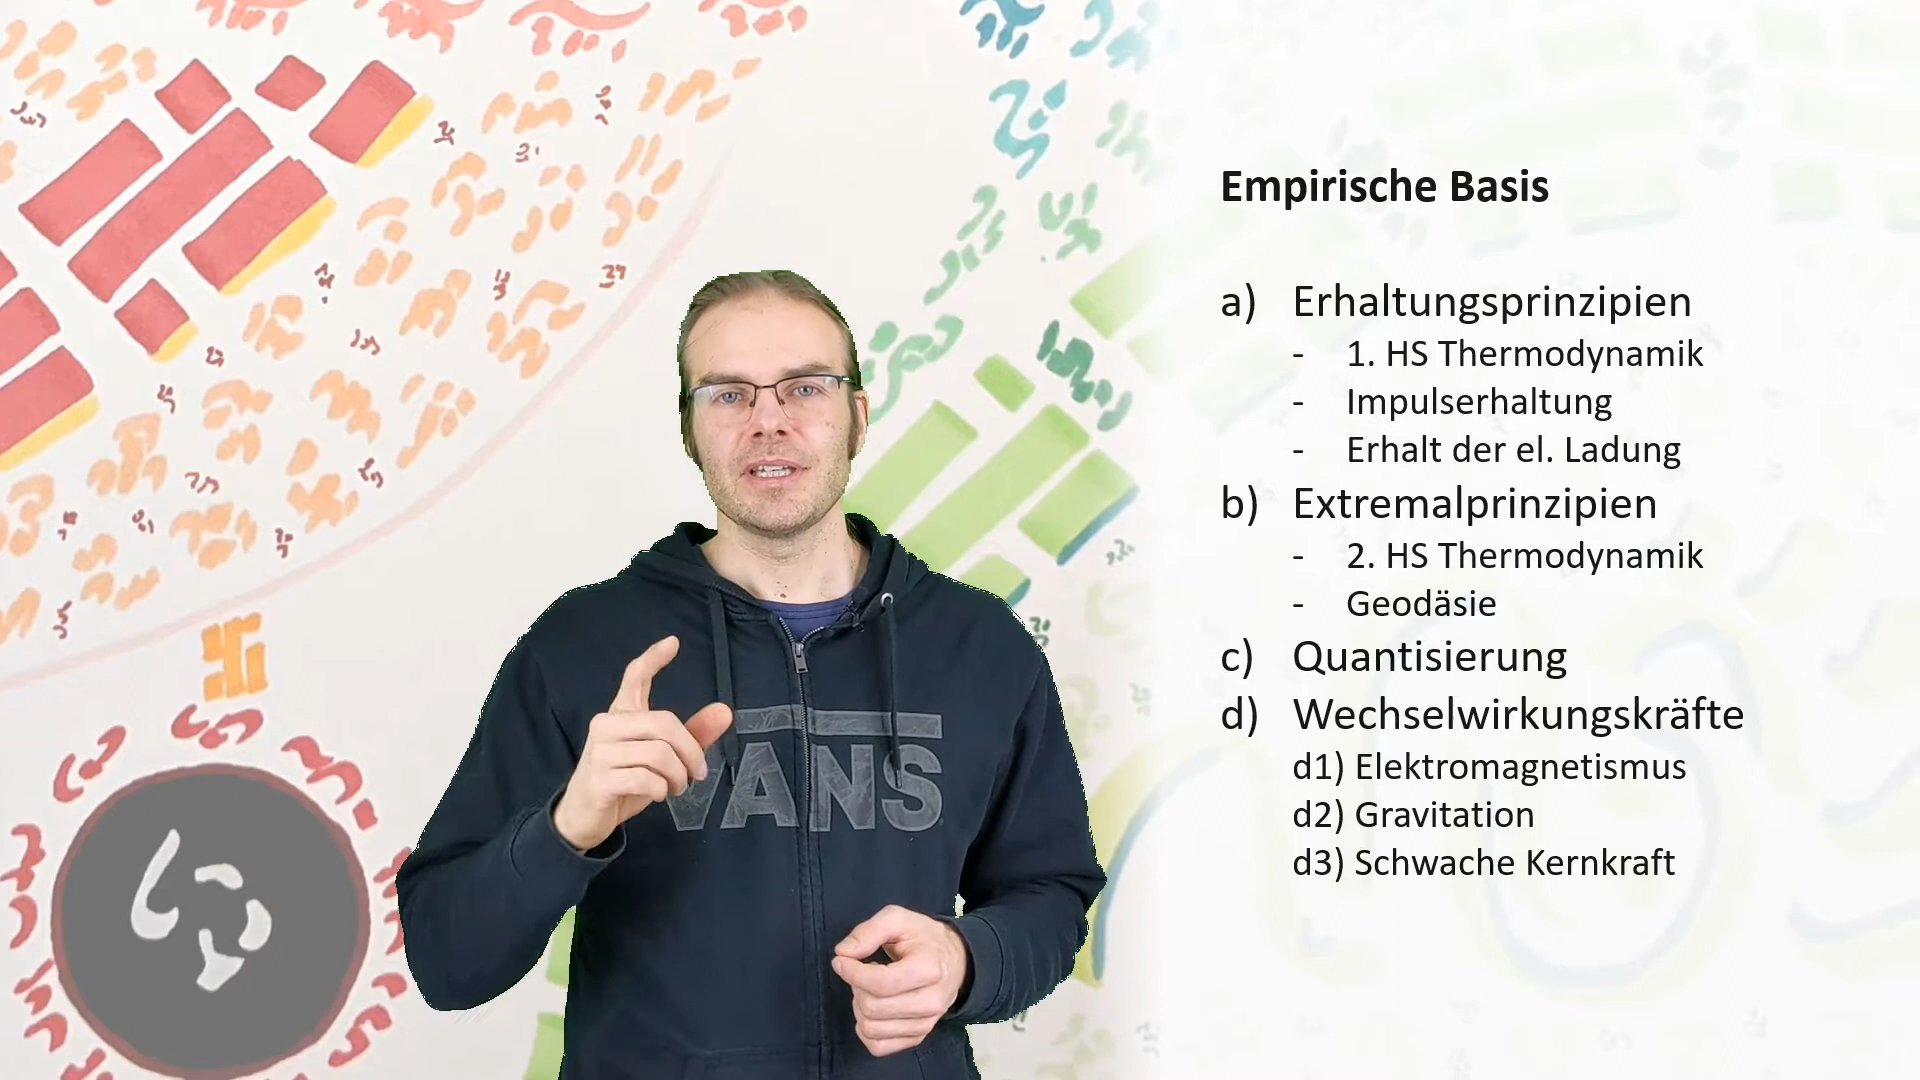 Empirische Basis
a) Erhaltungsprinzipien
- 1. HS Thermodynamik
- Impulserhaltung
- Erhalt der el. Ladung
b) Extremalprinzipien
- 2. HS Thermodynamik
- Geodäsie
c) Quantisierung
d) Wechselwirkungskräfte
d1) Elektromagnetismus
d2) Gravitation
d3) Schwache Kernkraft
VANS